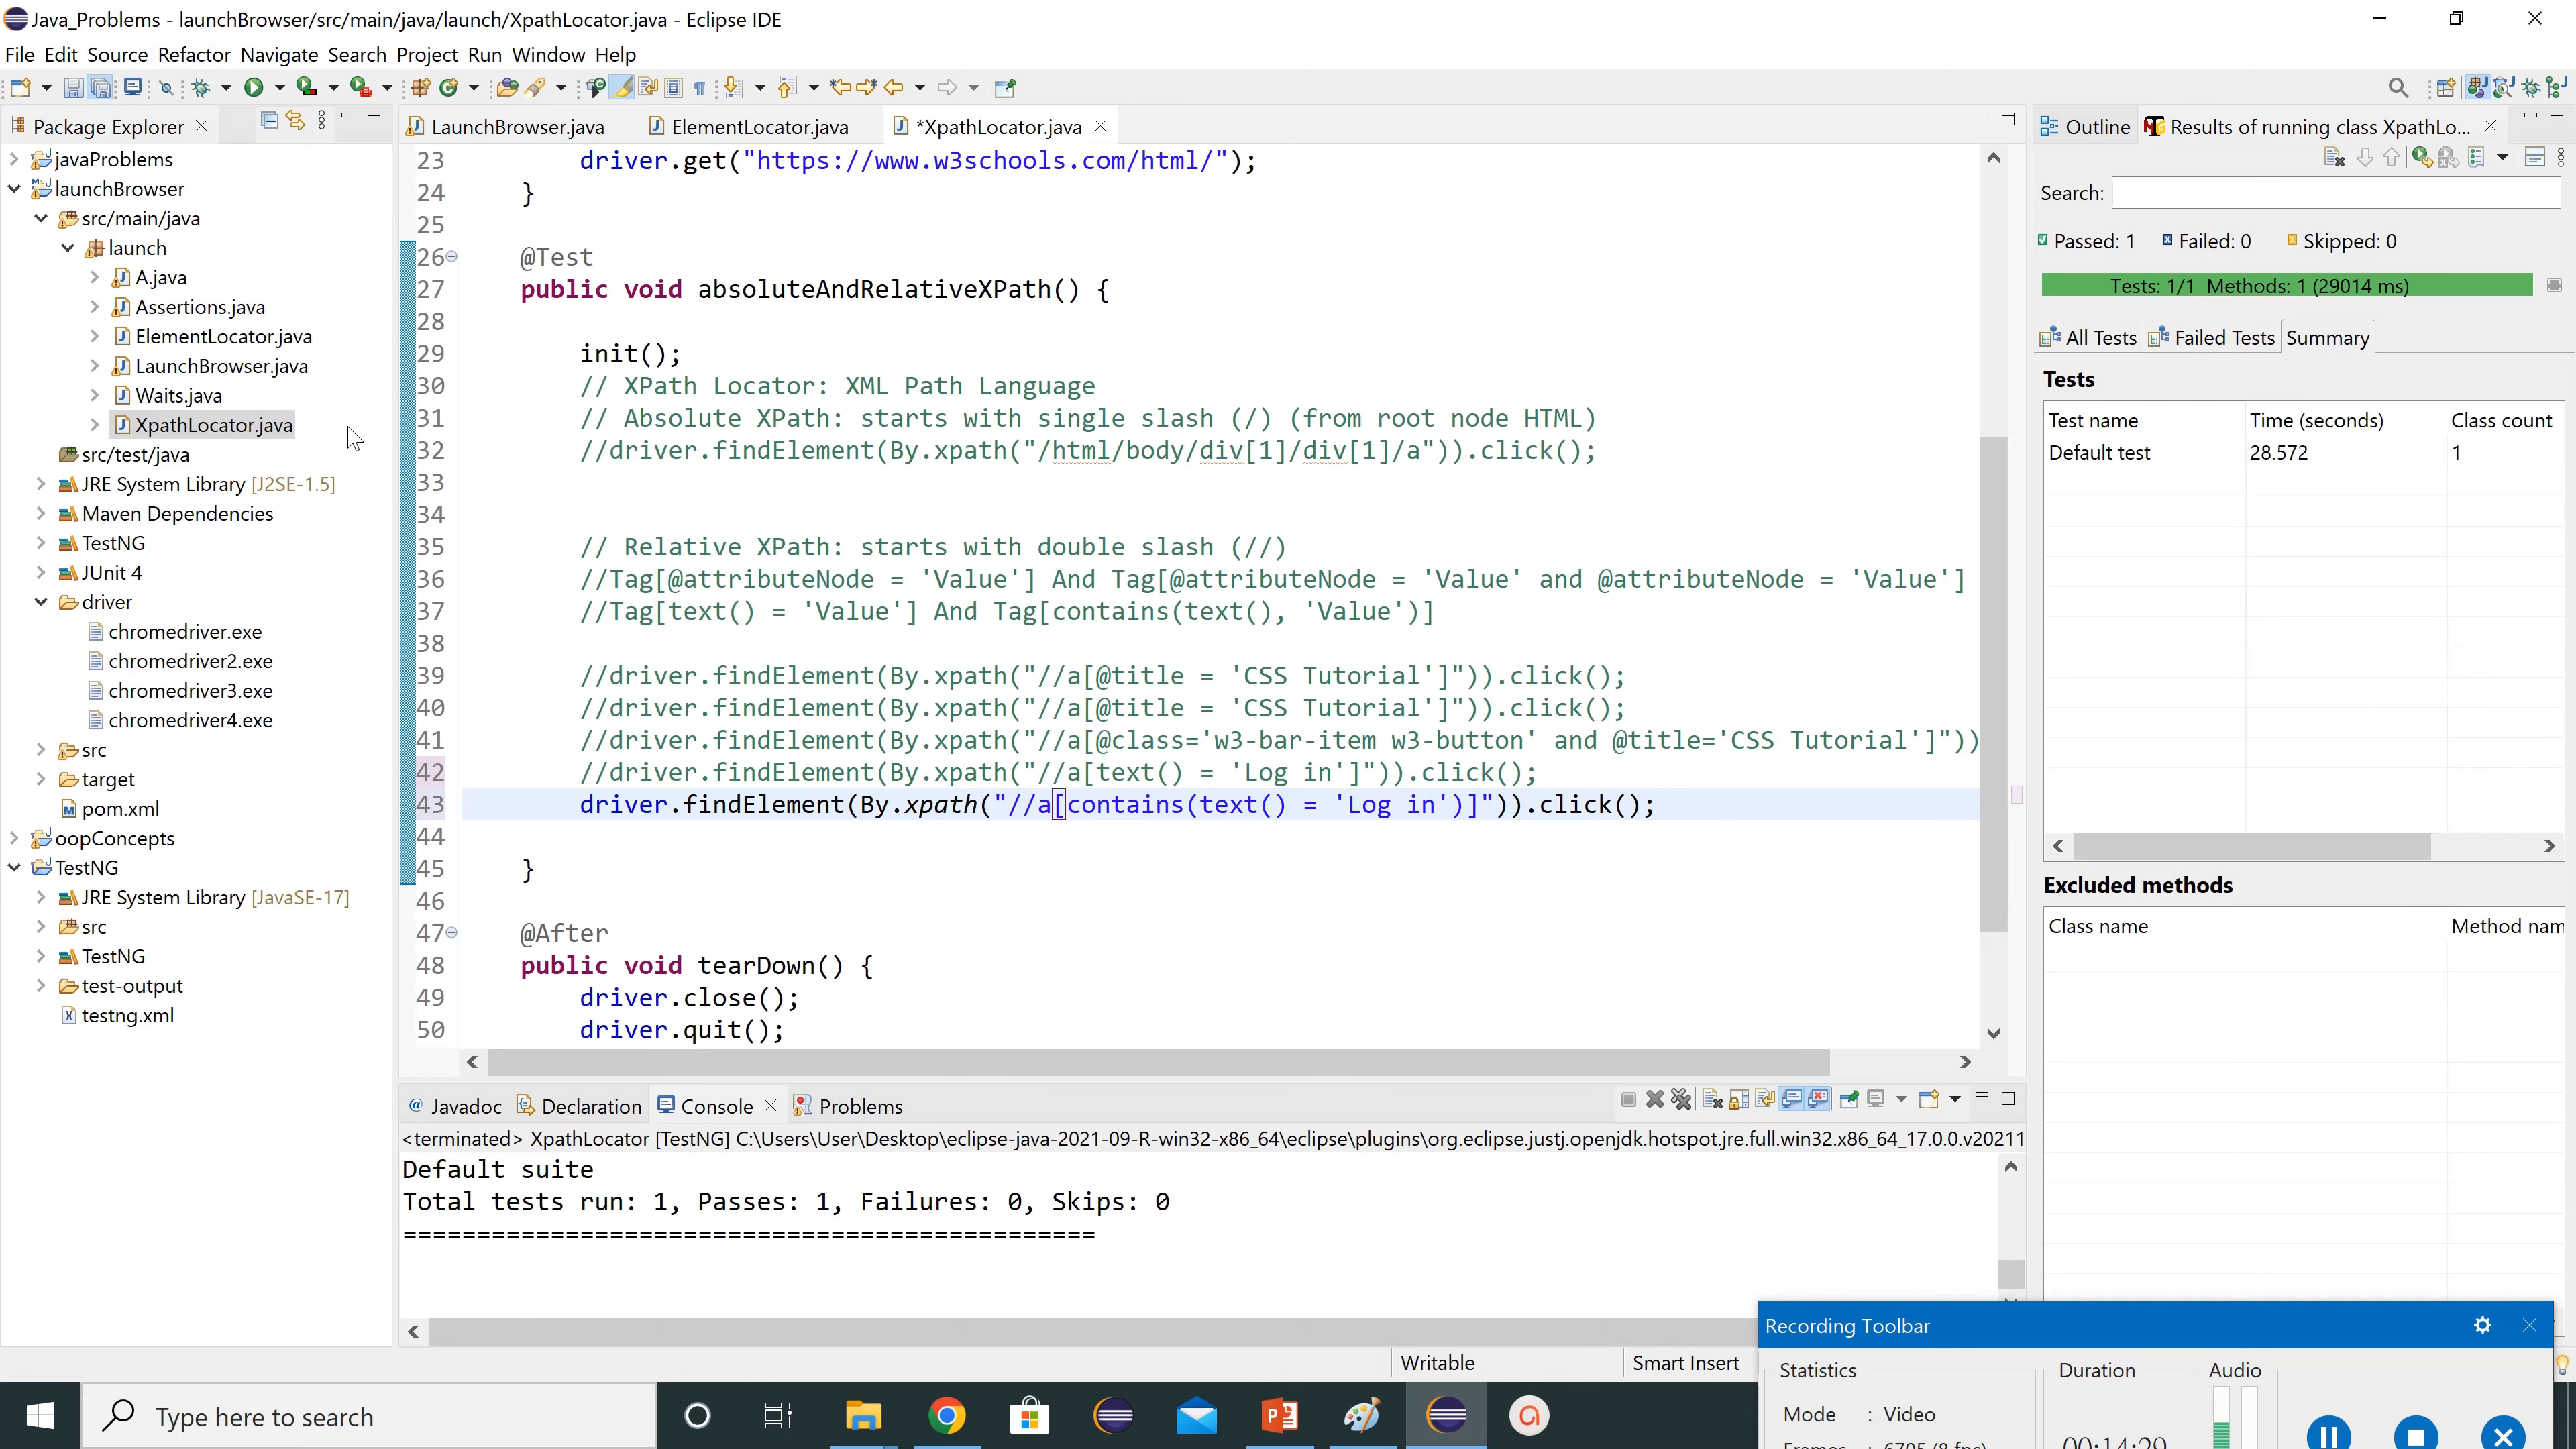 Java_Problems - launchBrowser/src/main/java/launch/XpathLocator.java - Eclipse IDE
File Edit Source Refactor Navigate Search Project Run Window Help
Package Explorer
javaProblems
launchBrowser
src/main/java
launch
A.java
Assertions.java
ElementLocator.java
LaunchBrowser.java
Waits.java
XpathLocator.java
src/test/java
JRE System Library [J2SE-1.5]
Maven Dependencies
TestNG
JUnit 4
driver
chromedriver.exe
chromedriver2.exe
chromedriver3.exe
chromedriver4.exe
src
target
pom.xml
oopConcepts
TestNG
JRE System Library [JavaSE-17]
src
TestNG
test-output
testng.xml
LaunchBrowser.java ElementLocator.java *XpathLocator.java
23 driver.get("https://www.w3schools.com/html/");
24 }
25
26 @Test
27 public void absoluteAndRelativeXPath() {
28
29 init();
30 // XPath Locator: XML Path Language
31 // Absolute XPath: starts with single slash (/) (from root node HTML)
32 //driver.findElement(By.xpath("/html/body/div[1]/div[1]/a")).click();
33
34
35 // Relative XPath: starts with double slash (//)
36 //Tag[@attributeNode = 'Value'] And Tag[@attributeNode = 'Value' and @attributeNode = 'Value']
37 //Tag[text() = 'Value'] And Tag[contains(text(), 'Value')]
38
39 //driver.findElement(By.xpath("//a[@title = 'CSS Tutorial']")).click();
40 //driver.findElement(By.xpath("//a[@title = 'CSS Tutorial']")).click();
41 //driver.findElement(By.xpath("//a[@class='w3-bar-item w3-button' and @title='CSS Tutorial']"))
42 //driver.findElement(By.xpath("//a[text() = 'Log in']")).click();
43 driver.findElement(By.xpath("//a[contains(text() = 'Log in')]")).click();
44
45 }
46
47 @After
48 public void tearDown() {
49 driver.close();
50 driver.quit();
@ Javadoc Declaration Console Problems
<terminated> XpathLocator [TestNG] C:\Users\User\Desktop\eclipse-java-2021-09-R-win32-x86_64\eclipse\plugins\org.eclipse.justj.openjdk.hotspot.jre.full.win32.x86_64_17.0.0.v20211
Default suite
Total tests run: 1, Passes: 1, Failures: 0, Skips: 0
===============================================
Outline Results of running class XpathLo...
Search:
Passed: 1 Failed: 0 Skipped: 0
Tests: 1/1 Methods: 1 (29014 ms)
All Tests Failed Tests Summary
Tests
Test name Time (seconds) Class count
Default test 28.572 1
Excluded methods
Class name Method nam
Writable Smart Insert
Recording Toolbar
Statistics Duration Audio
Mode : Video
Frames : 6705 (8 fps)
00:14:29
Type here to search